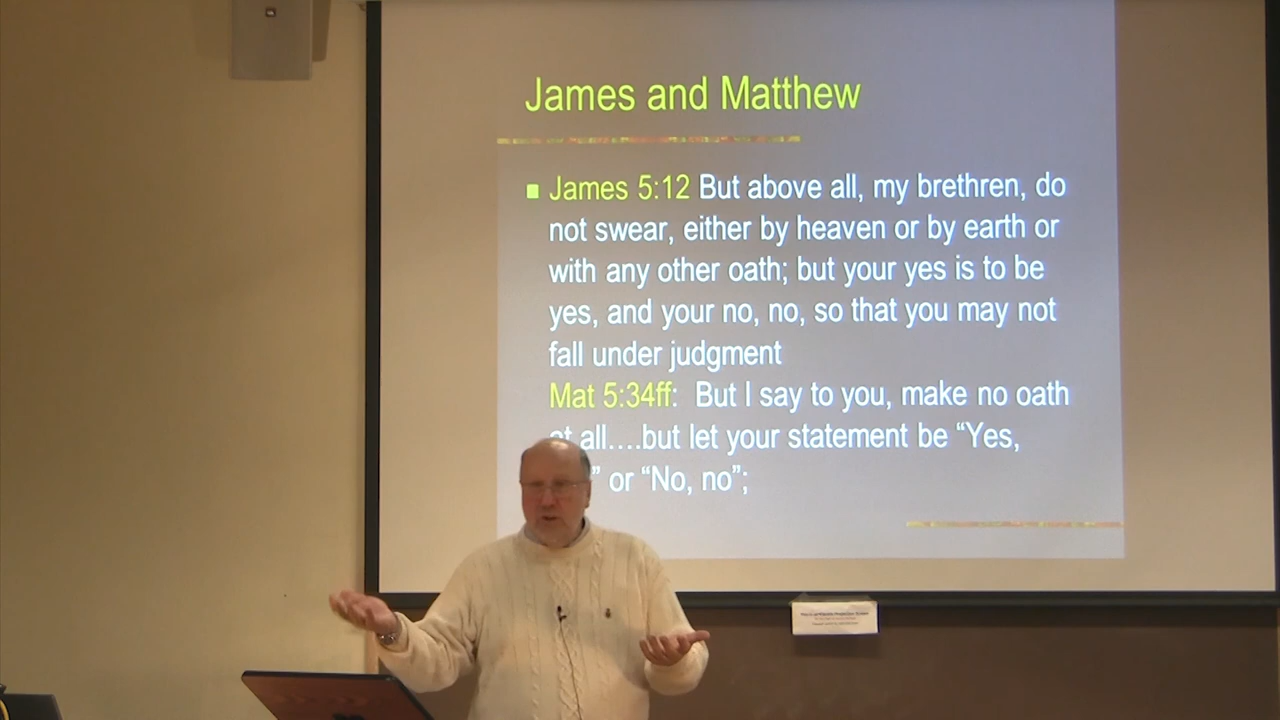 James and Matthew
James 5:12 But above all, my brethren, do
not swear, either by heaven or by earth or
with any other oath; but your yes is to be
yes, and your no, no, so that you may not
fall under judgment
Mat 5:34ff: But I say to you, make no oath
at all….but let your statement be “Yes,
” or “No, no”;